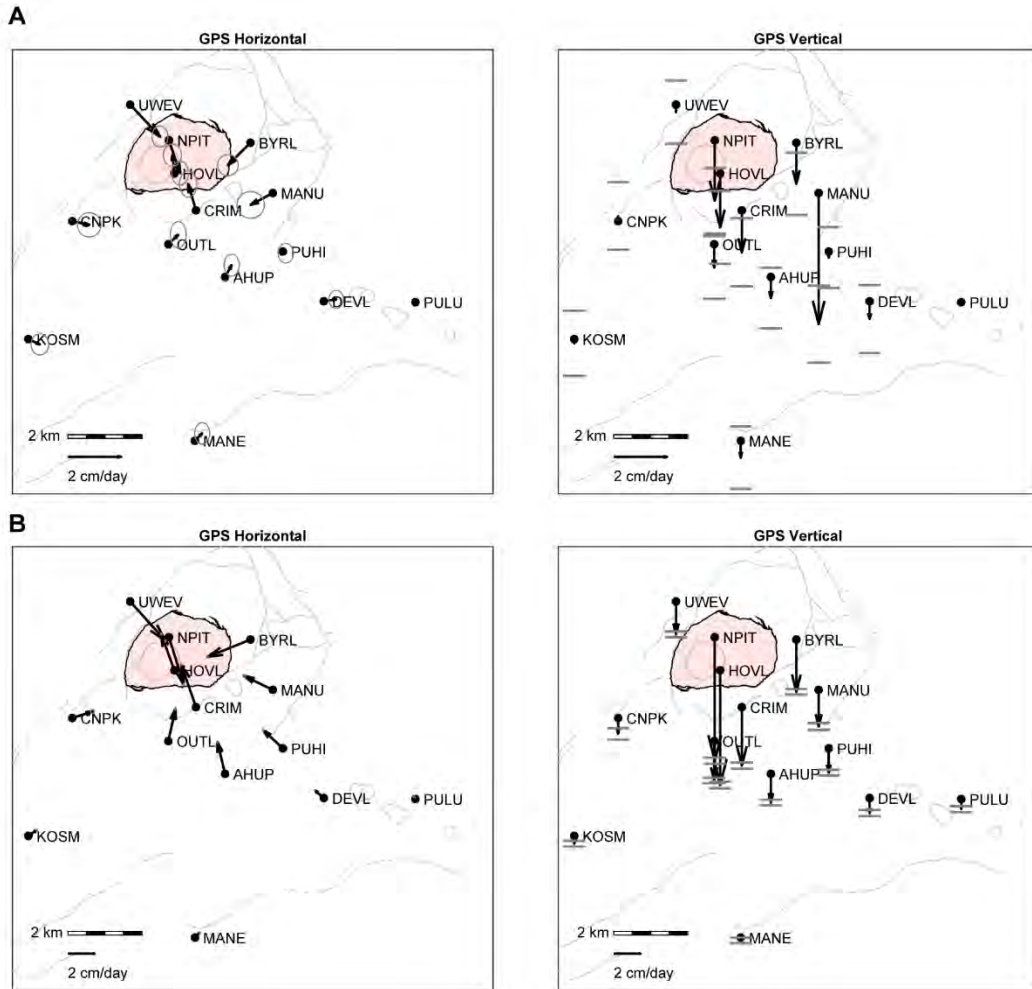 A
GPS Horizontal
UWEV
NPIT
BYRL
HOVL
MANU
CRIM
CNPK
OUTL
PUHI
AHUP
DEVL
PULU
KOSM
2 km
MANE
2 cm/day
GPS Vertical
UWEV
NPIT
BYRL
HOVL
MANU
CRIM
CNPK
OUTL
PUHI
AHUP
DEVL
PULU
KOSM
2 km
MANE
2 cm/day
B
GPS Horizontal
UWEV
NPIT
BYRL
HOVL
MANU
CRIM
CNPK
OUTL
PUHI
AHUP
DEVL
PULU
KOSM
2 km
MANE
2 cm/day
GPS Vertical
UWEV
NPIT
BYRL
HOVL
MANU
CRIM
CNPK
OUTL
PUHI
AHUP
DEVL
PULU
KOSM
2 km
MANE
2 cm/day